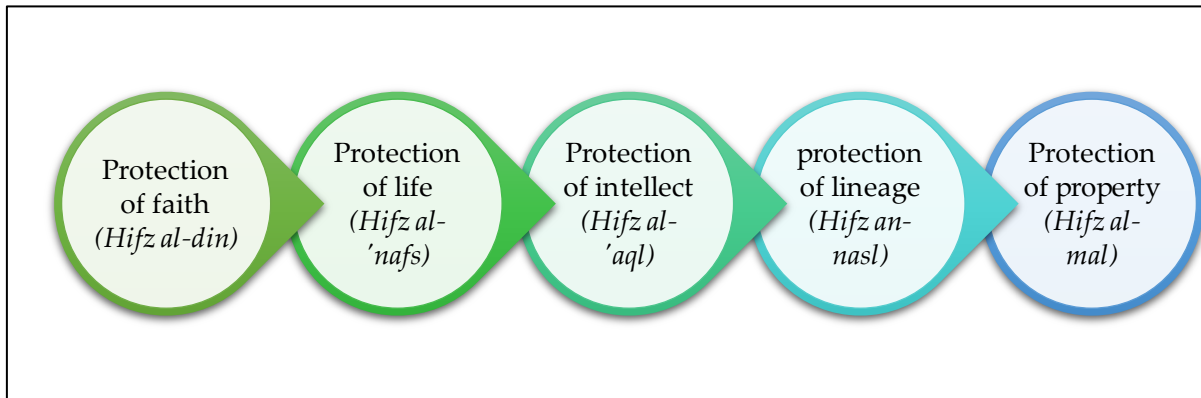 Protection
of faith
(Hifz al-din)
Protection
of life
(Hifz al-
'nafs)
Protection
of intellect
(Hifz al-
'aql)
protection
of lineage
(Hifz an-
nasl)
Protection
of property
(Hifz al-
mal)